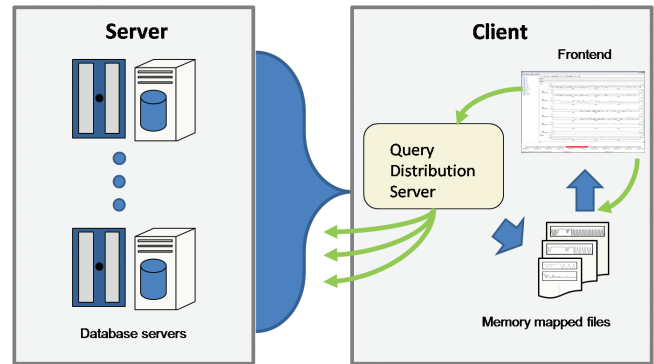 Server
Client
Frontend
Query
Distribution
Server
Database servers
Memory mapped files